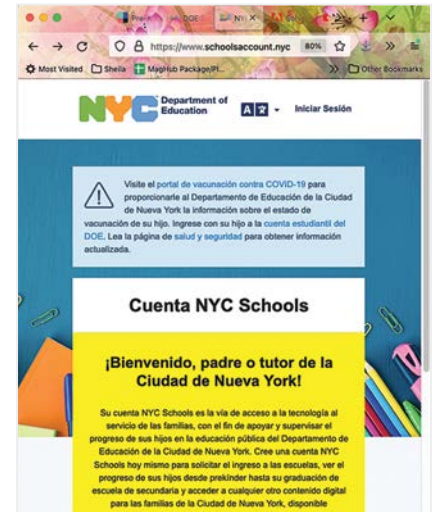 DOE S
https://www.schoolsaccount.nyc
80%
Most Visited
Sheila
MagHub Package/Pl...
Other Bookmarks
NYC Department of
Education
A
Iniciar Sesión
Visite el portal de vacunación contra COVID-19 para
proporcionarle al Departamento de Educación de la Ciudad
de Nueva York la información sobre el estado de
vacunación de su hijo. Ingrese con su hijo a la cuenta estudiantil del
DOE. Lea la página de salud y seguridad para obtener información
actualizada.
Cuenta NYC Schools
¡Bienvenido, padre o tutor de la
Ciudad de Nueva York!
Su cuenta NYC Schools es la vía de acceso a la tecnología al
servicio de las familias, con el fin de apoyar y supervisar el
progreso de sus hijos en la educación pública del Departamento de
Educación de la Ciudad de Nueva York. Cree una cuenta NYC
Schools hoy mismo para solicitar el ingreso a las escuelas, ver el
progreso de sus hijos desde prekínder hasta su graduación de
escuela de secundaria y acceder a cualquier otro contenido digital
para las familias de la Ciudad de Nueva York, disponible